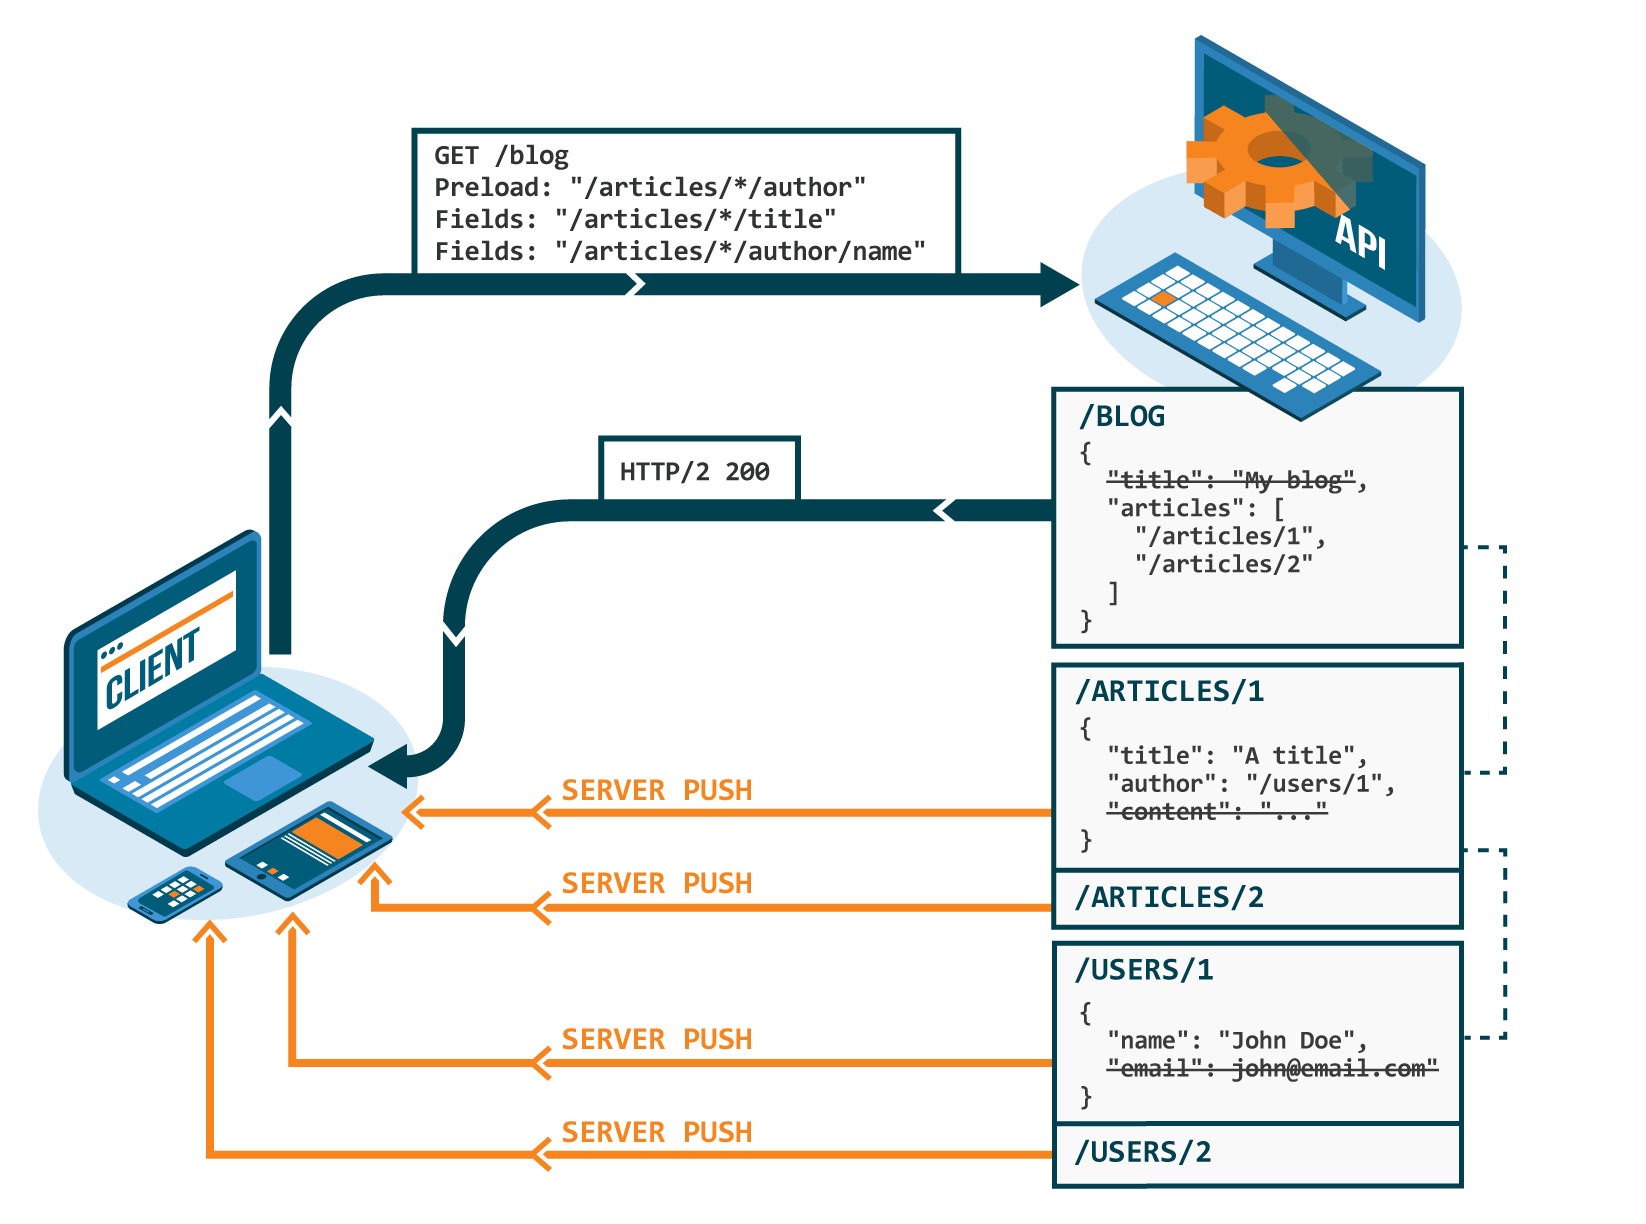 GET /blog
Preload: "/articles/*/author"
Fields: "/articles/*/title"
Fields: "/articles/*/author/name"
API
HTTP/2 200
/BLOG
{
"title": "My blog",
"articles": [
"/articles/1",
"/articles/2"
]
}
CLIENT
/ARTICLES/1
{
"title": "A title",
"author": "/users/1",
"content": "..."
}
SERVER PUSH
SERVER PUSH
/ARTICLES/2
/USERS/1
{
"name": "John Doe",
"email": john@email.com"
}
SERVER PUSH
SERVER PUSH
/USERS/2